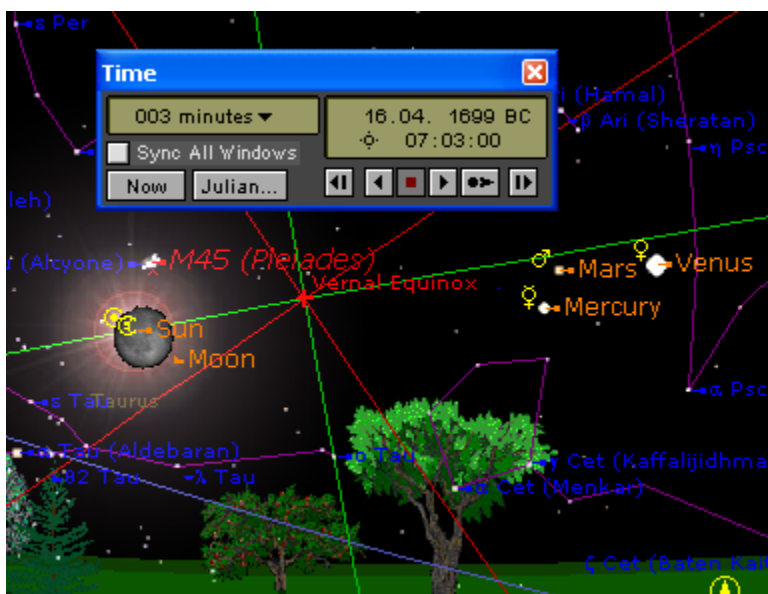 s Per
Time
003 minutes
16.04. 1699 BC
07:03:00
Sync All Windows
Now
Julian...
ri (Hamal)
β Ari (Sheratan)
η Psc
leh)
(Alcyone)
M45 (Pleiades)
Vernal Equinox
Mars
Venus
Mercury
Sun
Moon
s Tau
Taurus
α Psc
α Tau (Aldebaran)
ο Tau
82 Tau
λ Tau
γ Cet (Kaffalijidhma
α Cet (Menkar)
ζ Cet (Baten Kait